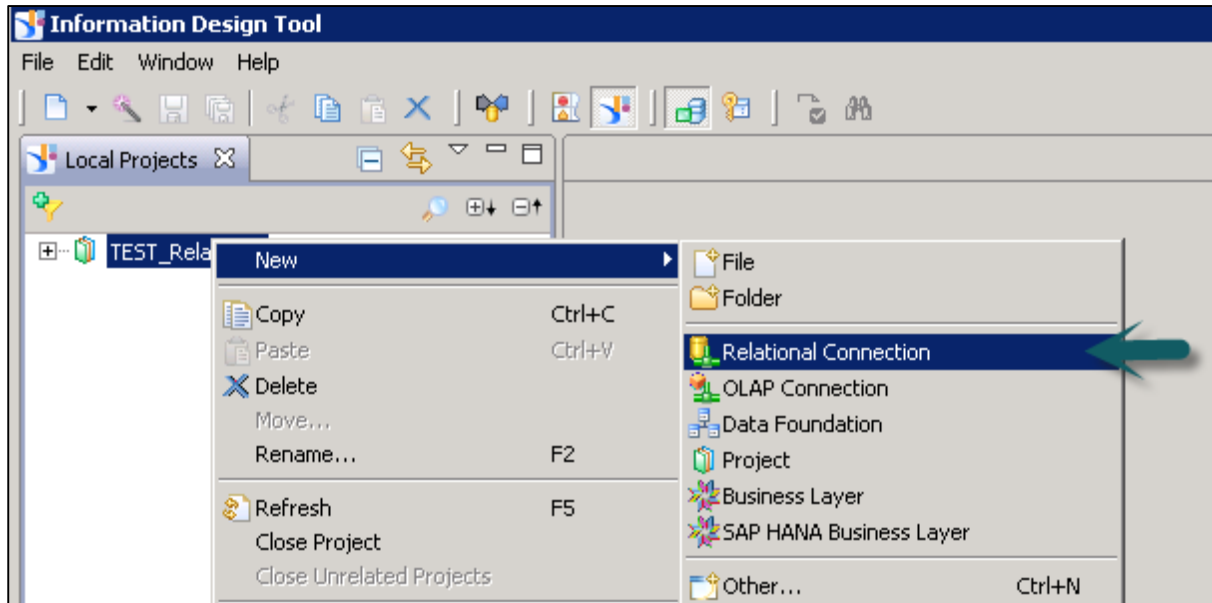 Information Design Tool
File Edit Window Help
Local Projects
TEST_Rela
New
Copy Ctrl+C
Paste Ctrl+V
Delete
Move...
Rename... F2
Refresh F5
Close Project
Close Unrelated Projects
File
Folder
Relational Connection
OLAP Connection
Data Foundation
Project
Business Layer
SAP HANA Business Layer
Other... Ctrl+N